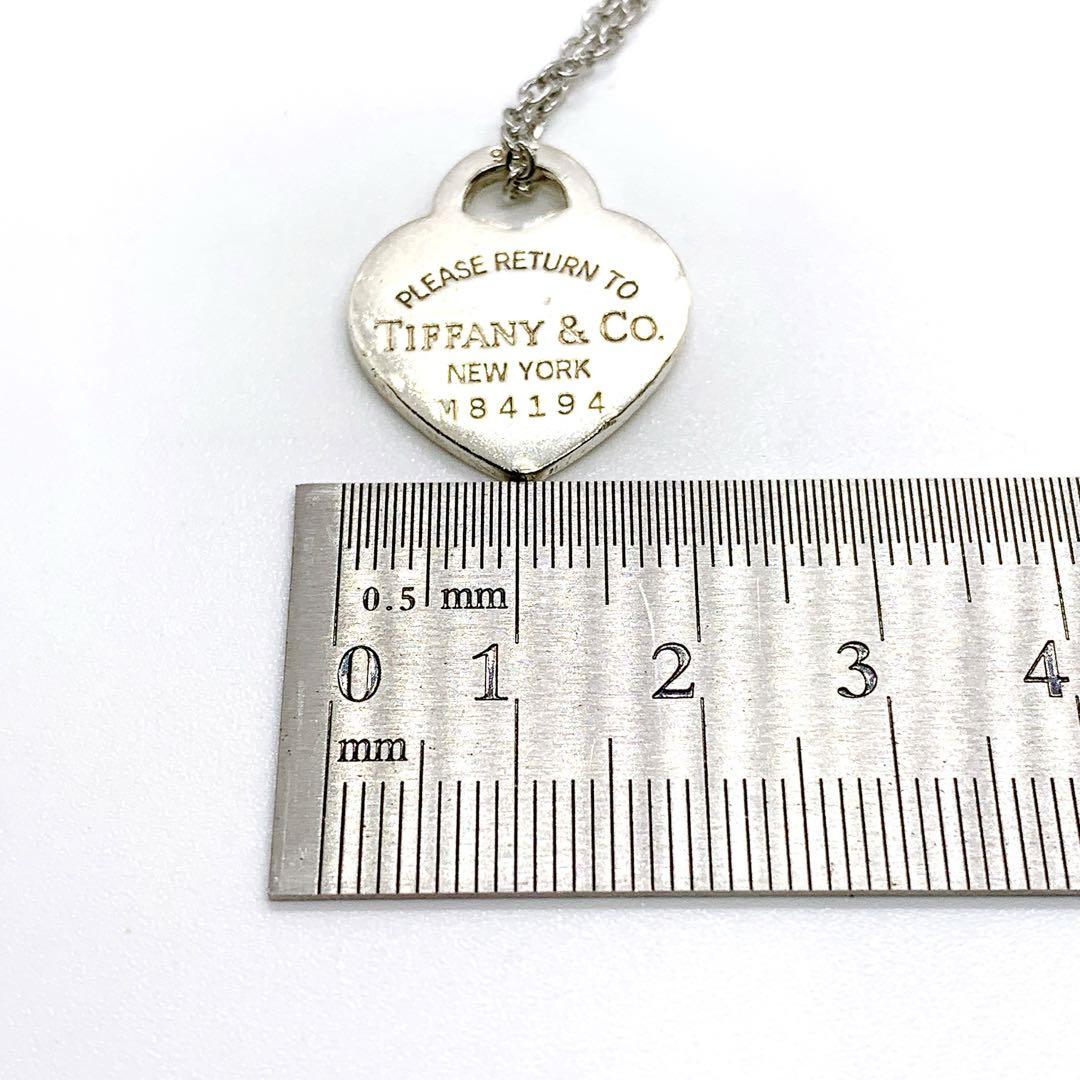 PLEASE RETURN TO
TIFFANY & CO.
NEW YORK
M84194
0.5 mm
0 1 2 3 4
mm